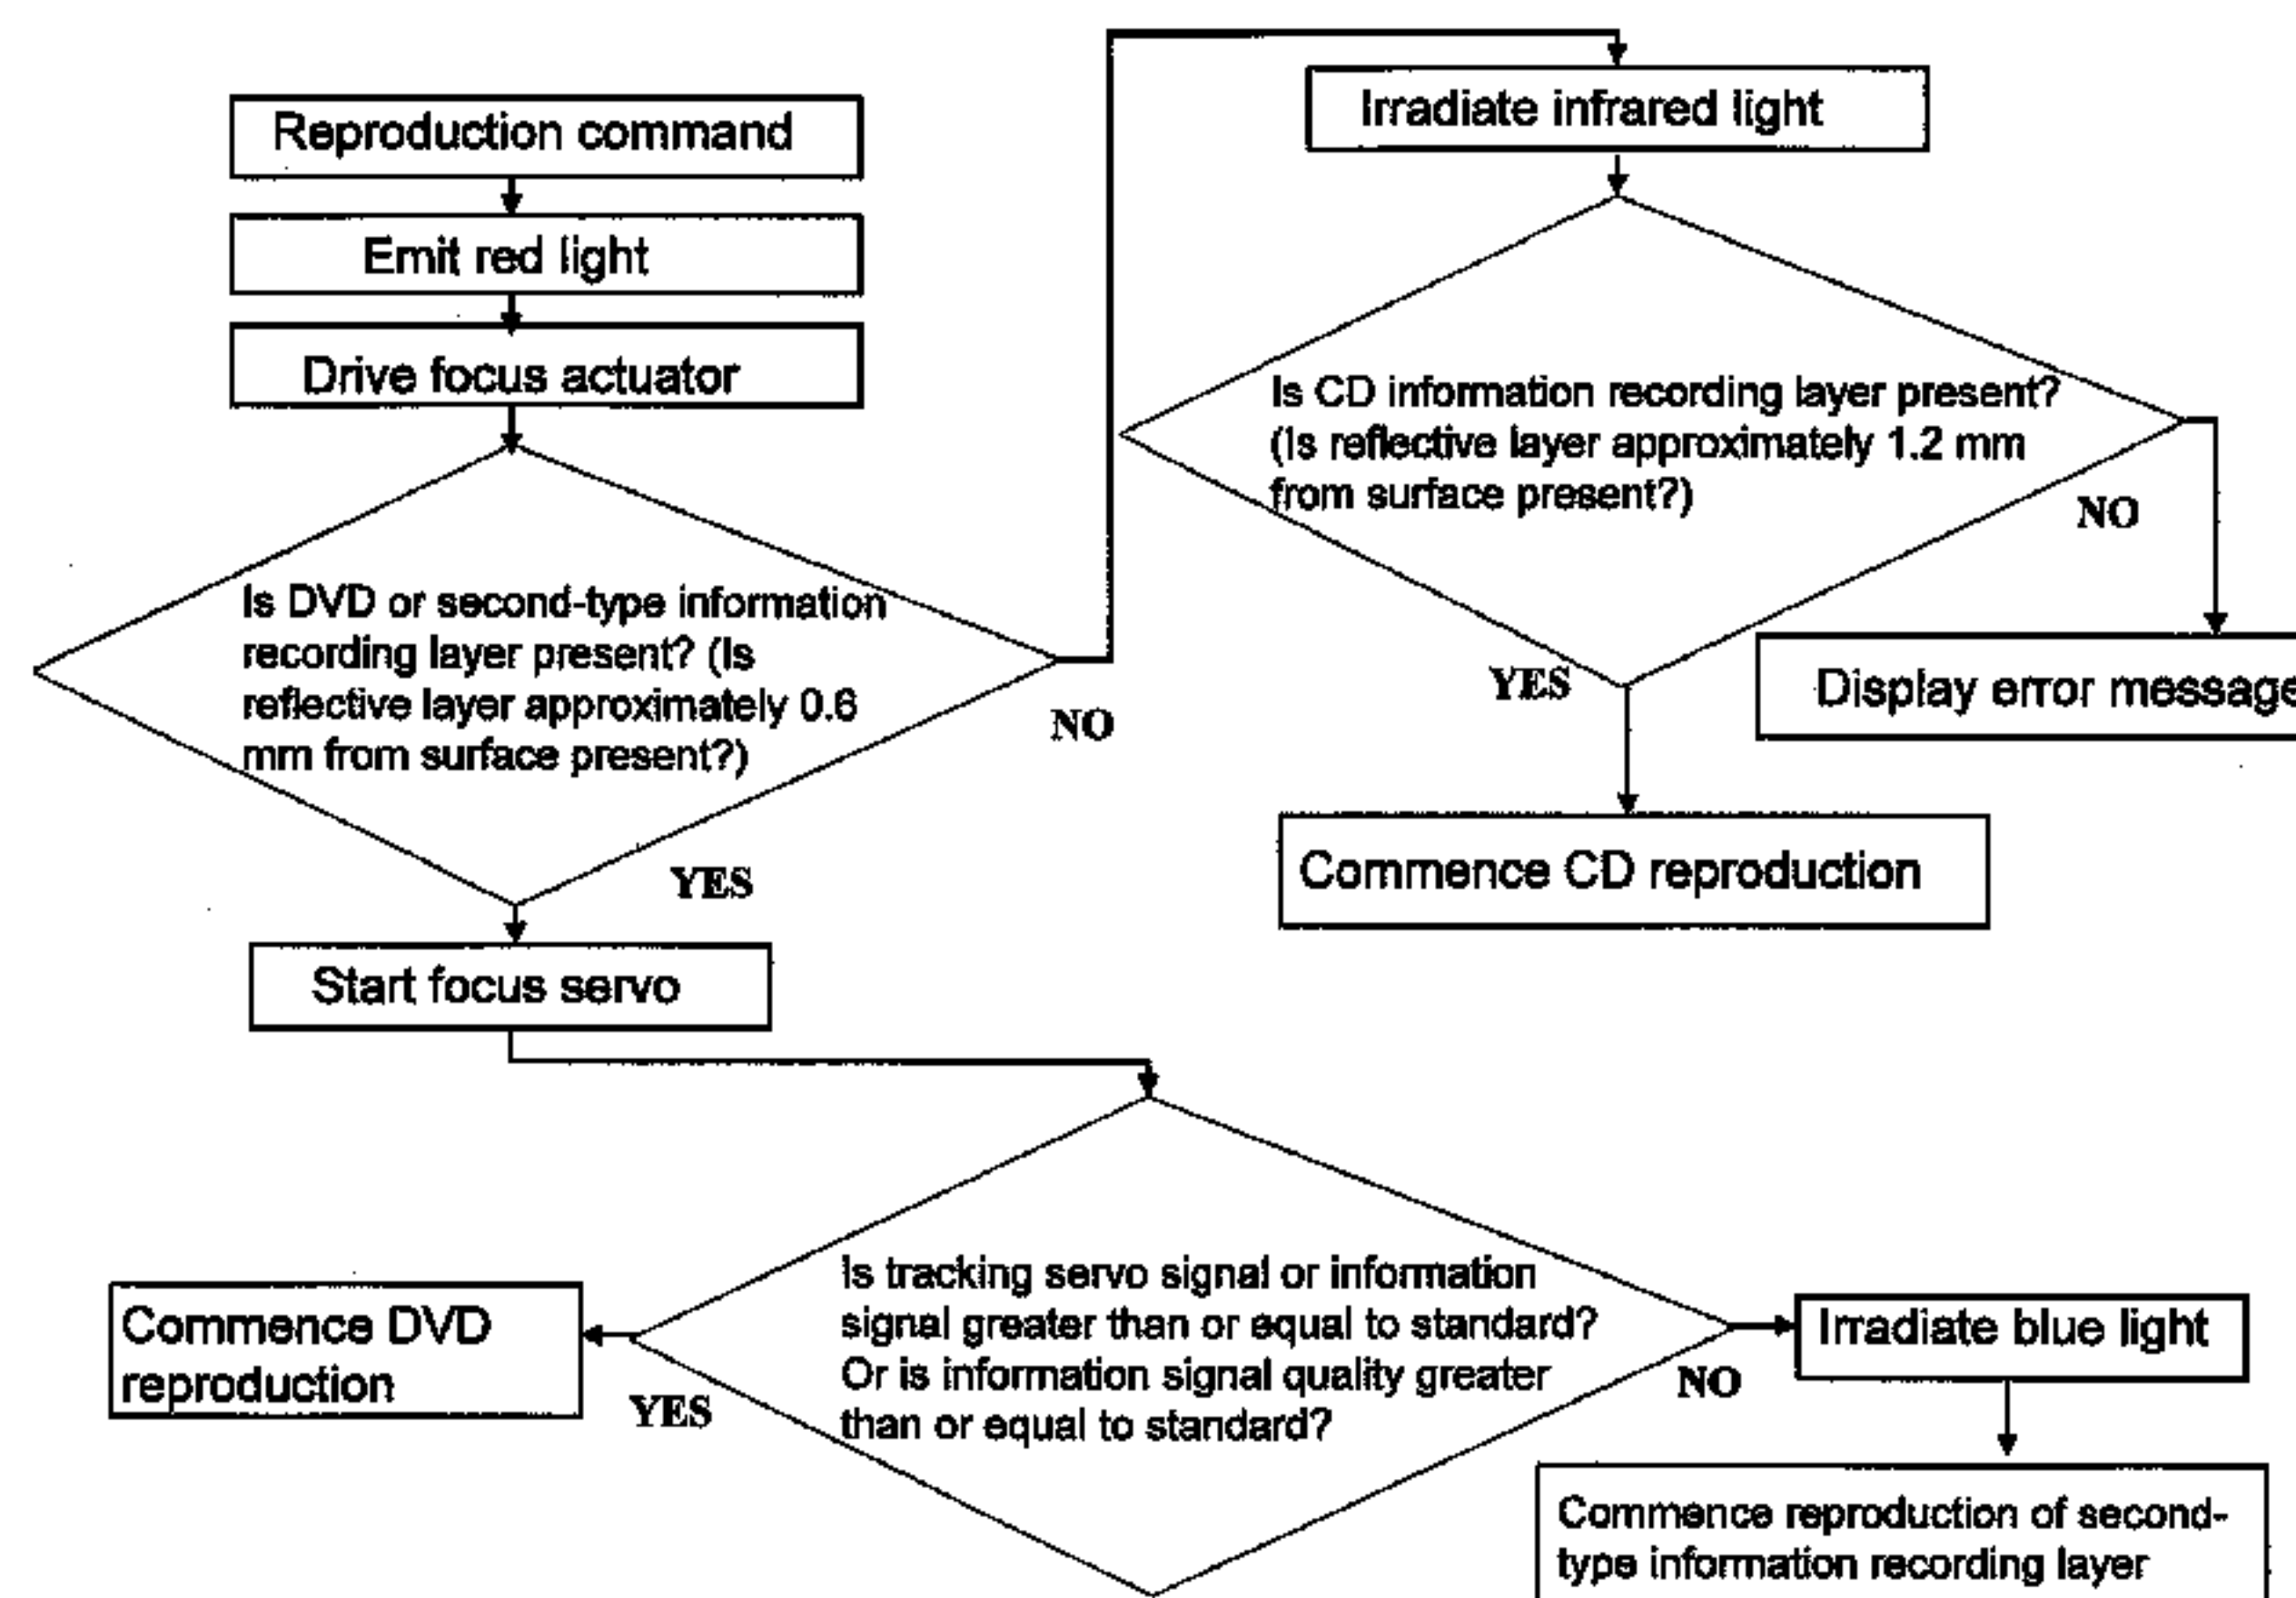 Reproduction command
Emit red light
Drive focus actuator
Is DVD or second-type information
recording layer present? (Is
reflective layer approximately 0.6
mm from surface present?)
NO
YES
Irradiate infrared light
Is CD information recording layer present?
(Is reflective layer approximately 1.2 mm
from surface present?)
NO
YES
Display error message
Commence CD reproduction
Start focus servo
Is tracking servo signal or information
signal greater than or equal to standard?
Or is information signal quality greater
than or equal to standard?
YES
NO
Commence DVD
reproduction
Irradiate blue light
Commence reproduction of second-
type information recording layer